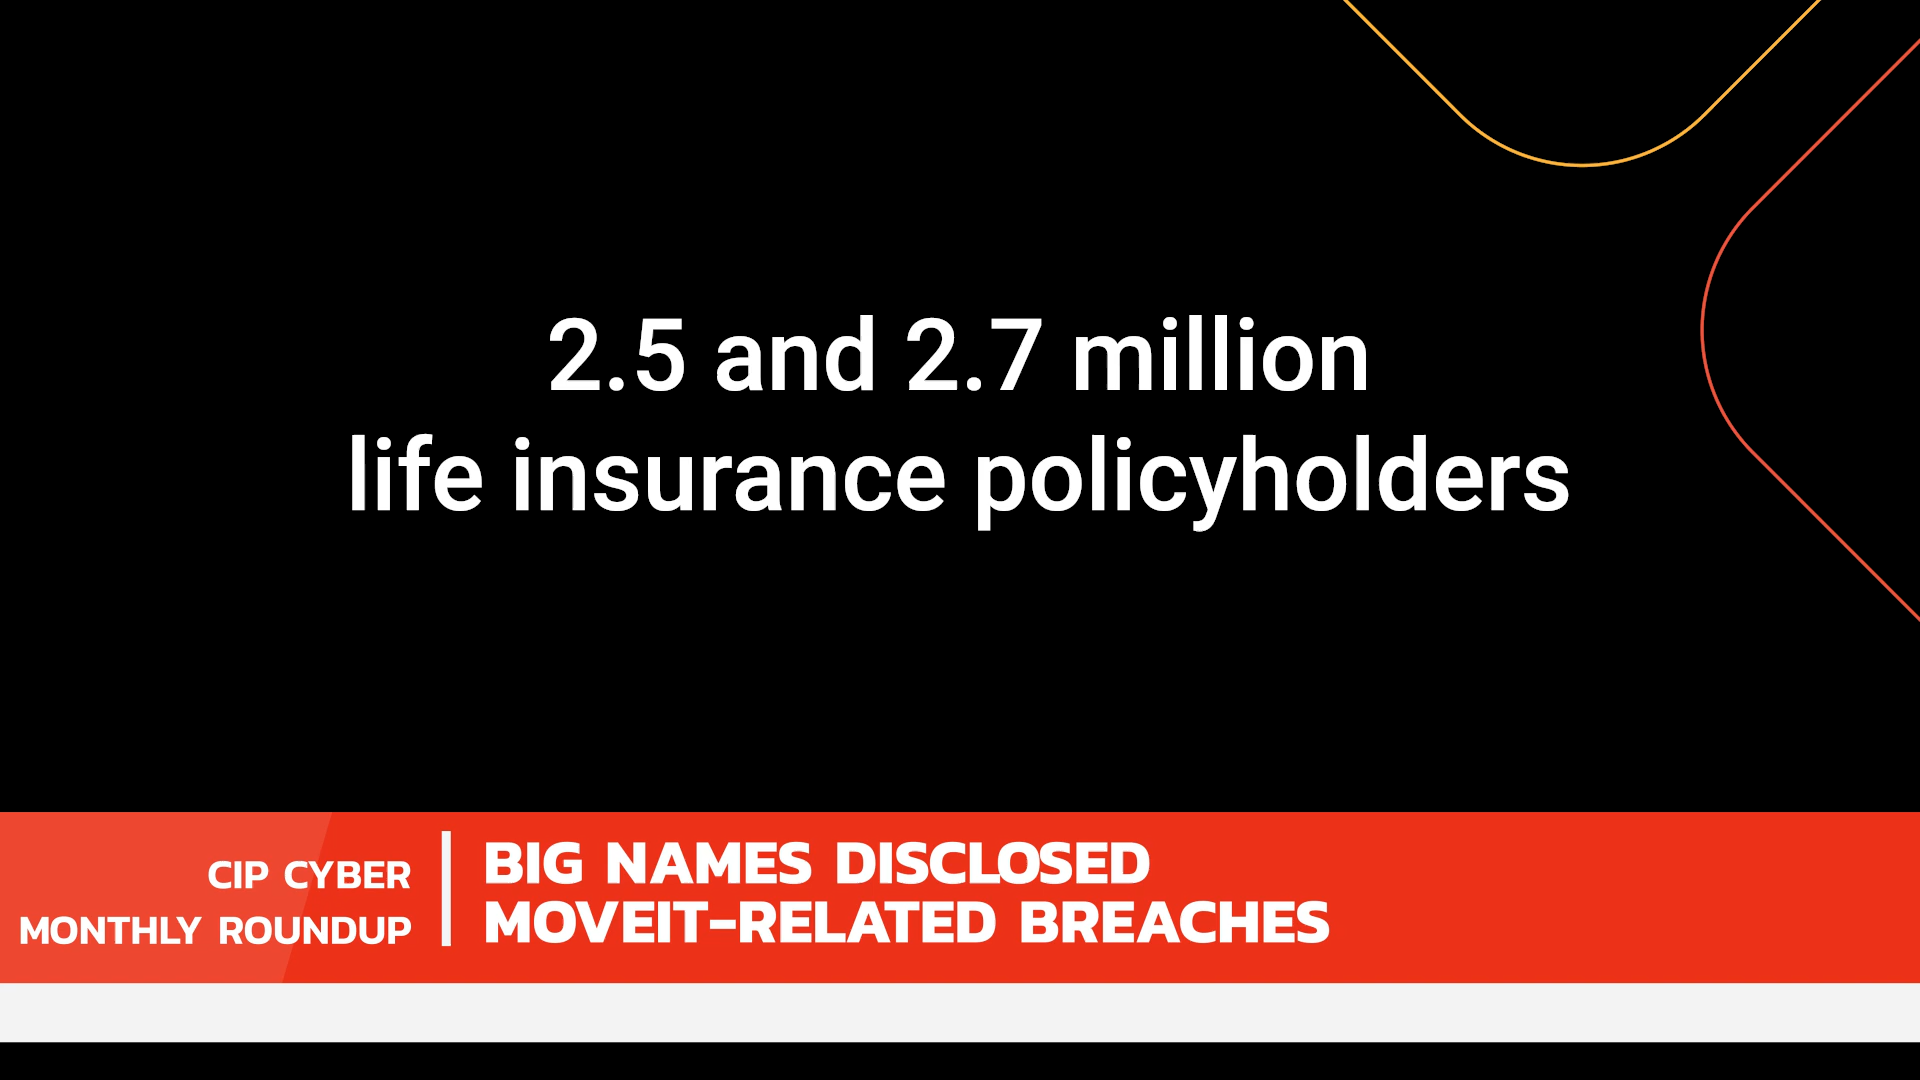 2.5 and 2.7 million
life insurance policyholders
CIP CYBER
MONTHLY ROUNDUP
BIG NAMES DISCLOSED
MOVEIT-RELATED BREACHES